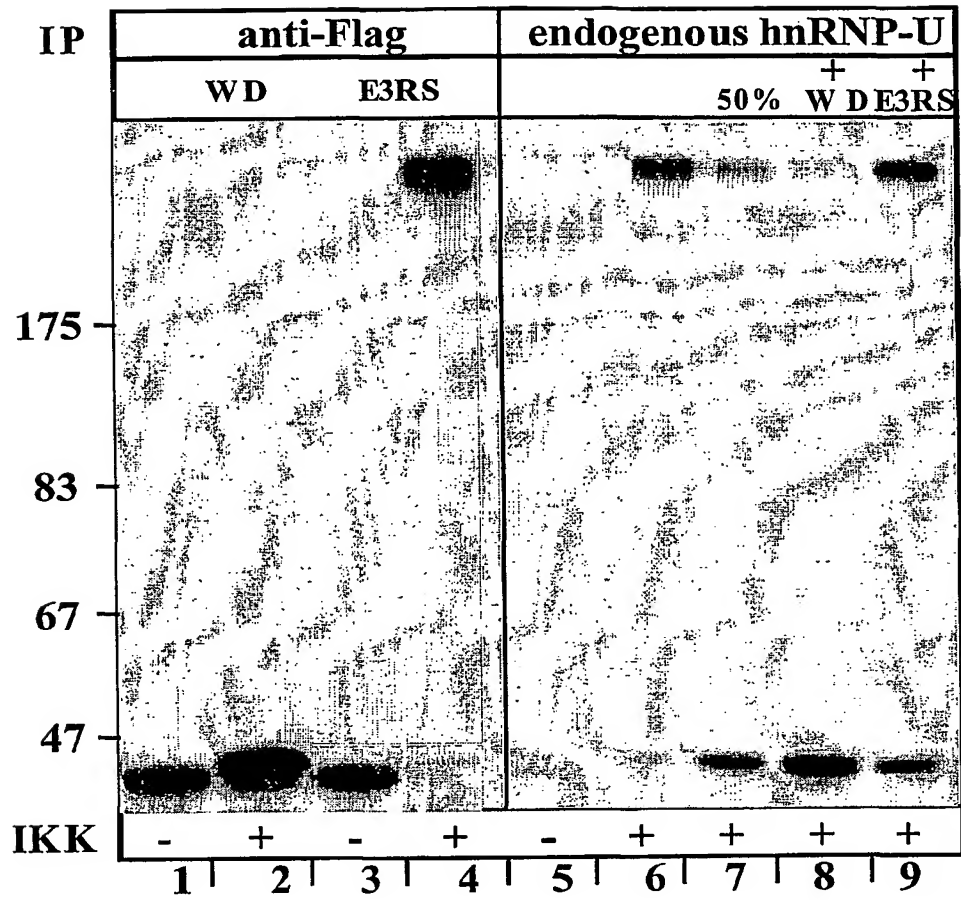 IP anti-Flag endogenous hnRNP-U
+ +
WD E3RS 50% WD E3RS
175
83
67
47
IKK - + - + - + + + +
1 2 3 4 5 6 7 8 9